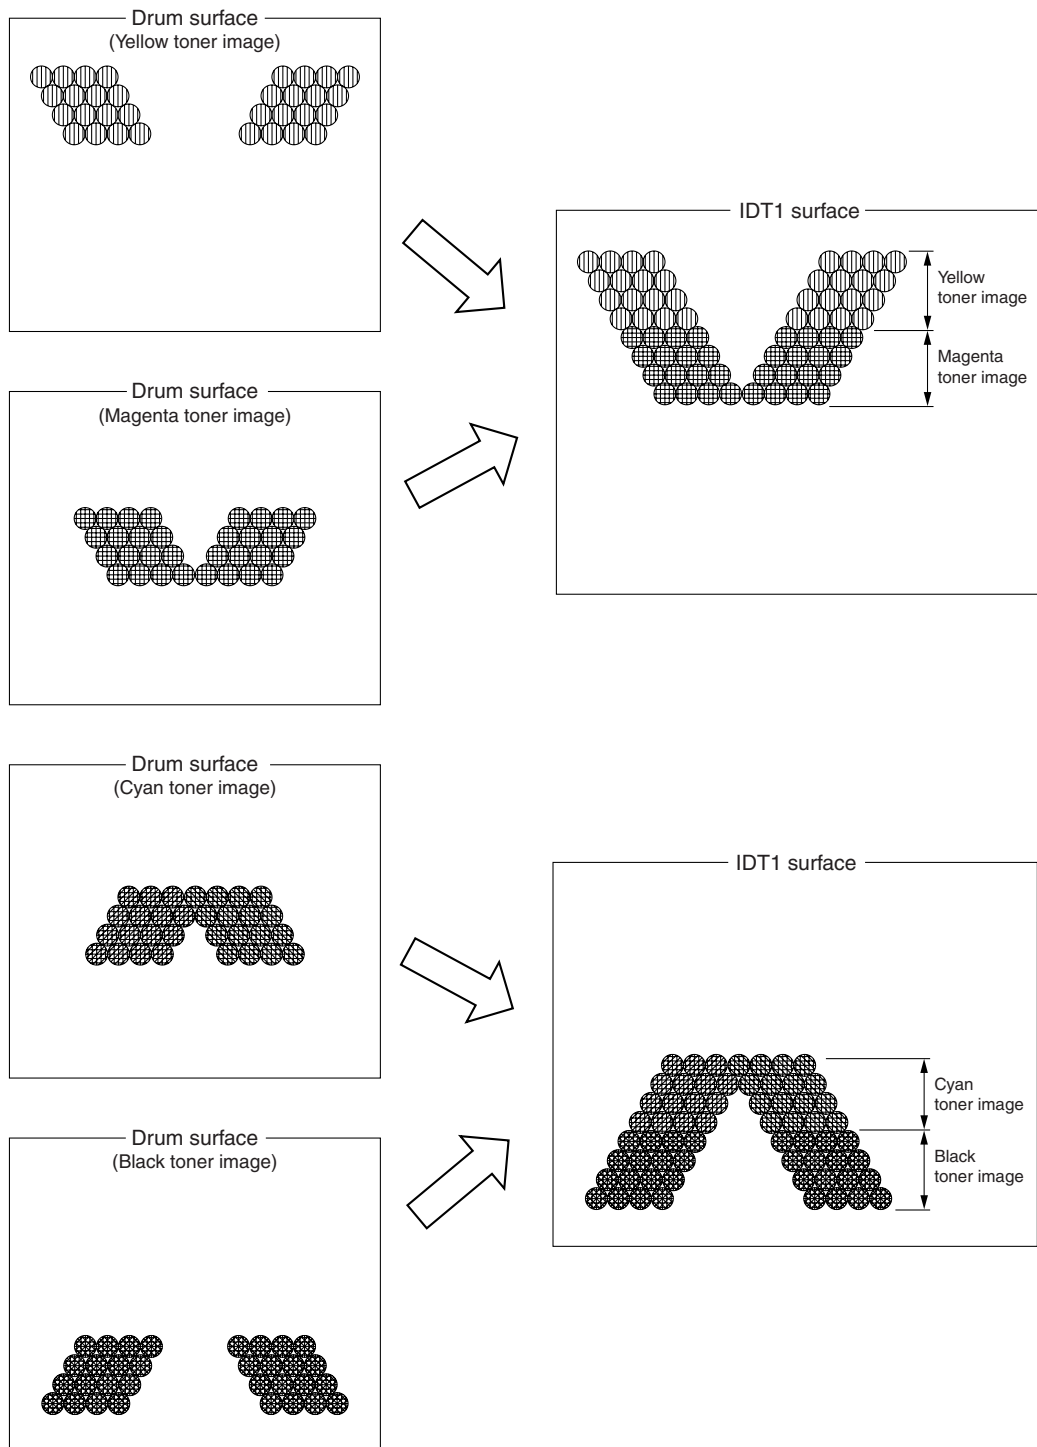 Drum surface
(Yellow toner image)
IDT1 surface
Yellow
toner image
Magenta
toner image
Drum surface
(Magenta toner image)
Drum surface
(Cyan toner image)
IDT1 surface
Cyan
toner image
Black
toner image
Drum surface
(Black toner image)